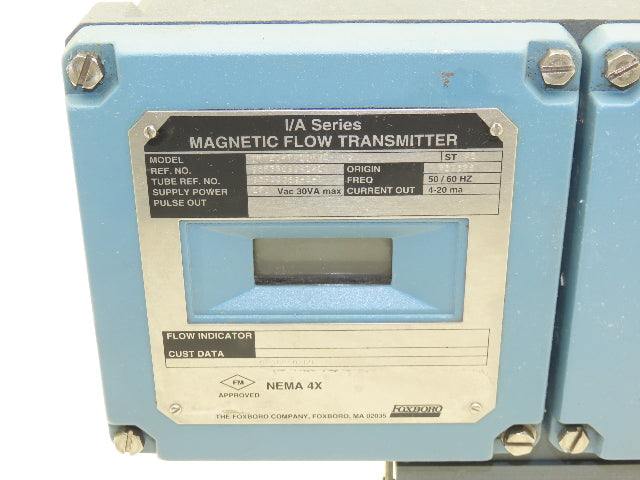 I/A Series
MAGNETIC FLOW TRANSMITTER
MODEL ST
REF. NO. ORIGIN
TUBE REF. NO. FREQ 50 / 60 HZ
SUPPLY POWER Vac 30VA max CURRENT OUT 4-20 ma
PULSE OUT
FLOW INDICATOR
CUST DATA
FM
APPROVED
NEMA 4X
THE FOXBORO COMPANY, FOXBORO, MA 02035 FOXBORO